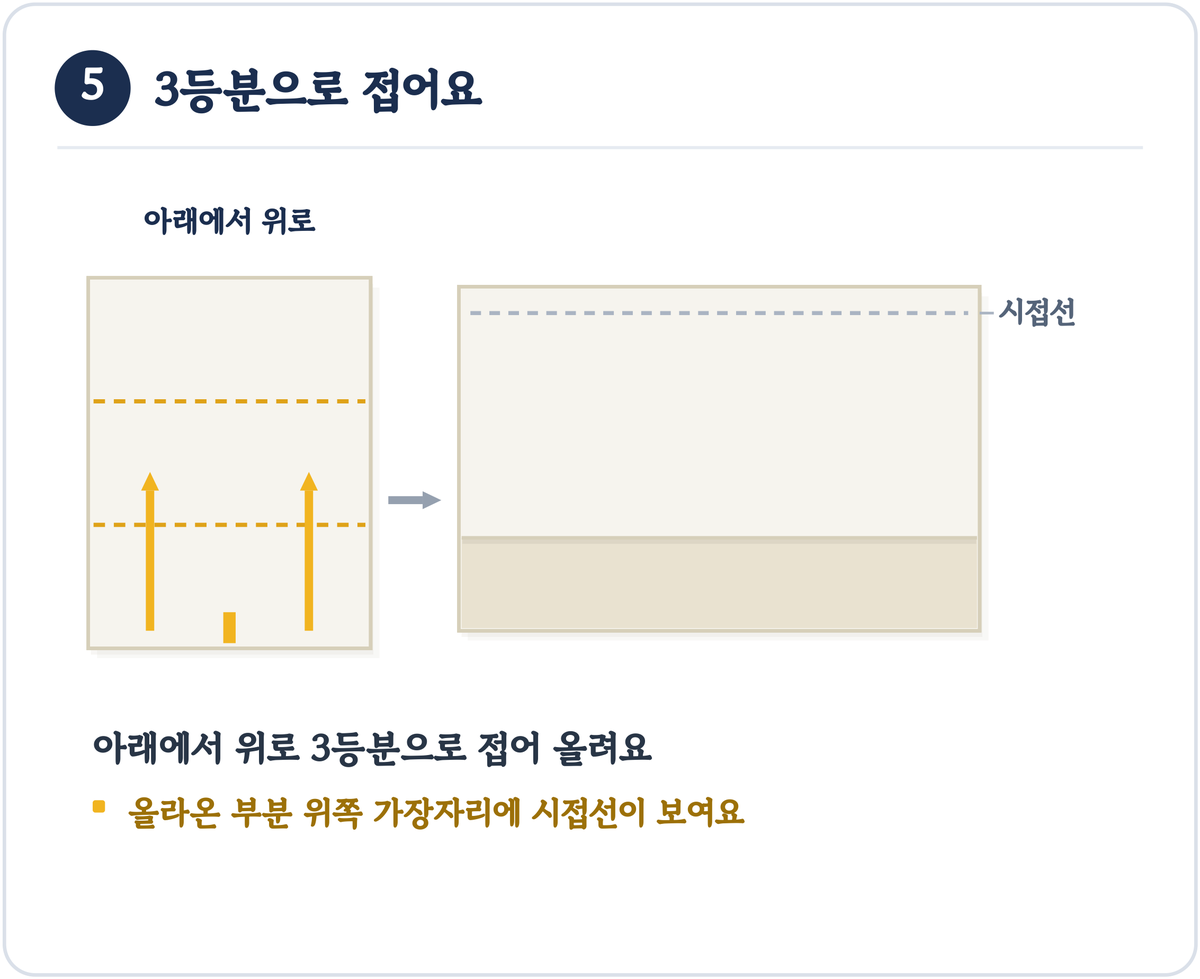 5 3등분으로 접어요
아래에서 위로
시접선
아래에서 위로 3등분으로 접어 올려요
올라온 부분 위쪽 가장자리에 시접선이 보여요